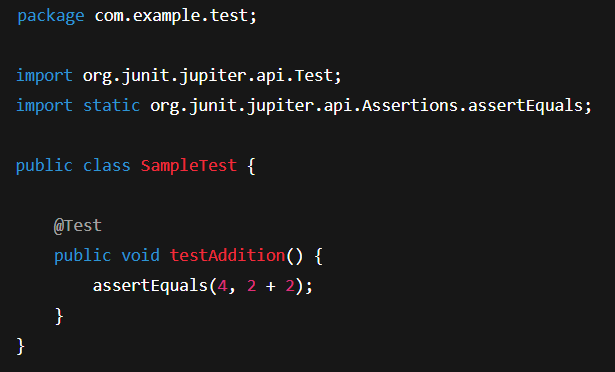 package com.example.test;
import org.junit.jupiter.api.Test;
import static org.junit.jupiter.api.Assertions.assertEquals;
public class SampleTest {
@Test
public void testAddition() {
assertEquals(4, 2 + 2);
}
}